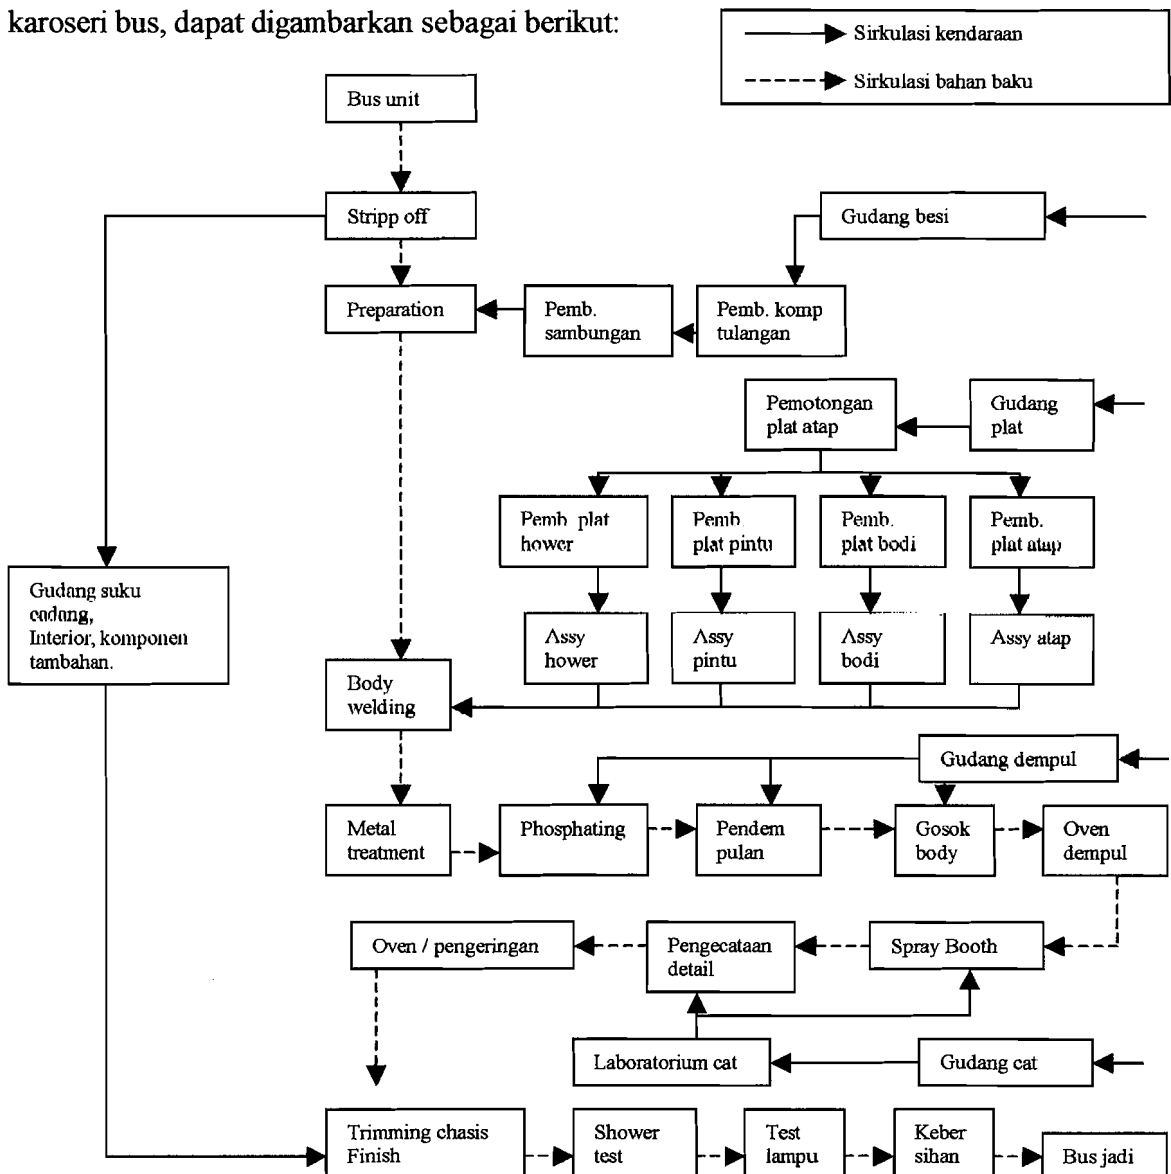 karoseri bus, dapat digambarkan sebagai berikut:
Sirkulasi kendaraan
Sirkulasi bahan baku
Bus unit
Stripp off
Gudang besi
Preparation
Pemb.
sambungan
Pemb. komp
tulangan
Pemotongan
plat atap
Gudang
plat
Pemb. plat
hower
Pemb.
plat pintu
Pemb.
plat bodi
Pemb.
plat atap
Gudang suku
cadang,
Interior, komponen
tambahan.
Assy
hower
Assy
pintu
Assy
bodi
Assy atap
Body
welding
Gudang dempul
Metal
treatment
Phosphating
Pendem
pulan
Gosok
body
Oven
dempul
Oven / pengeringan
Pengecataan
detail
Spray Booth
Laboratorium cat
Gudang cat
Trimming chasis
Finish
Shower
test
Test
lampu
Keber
sihan
Bus jadi